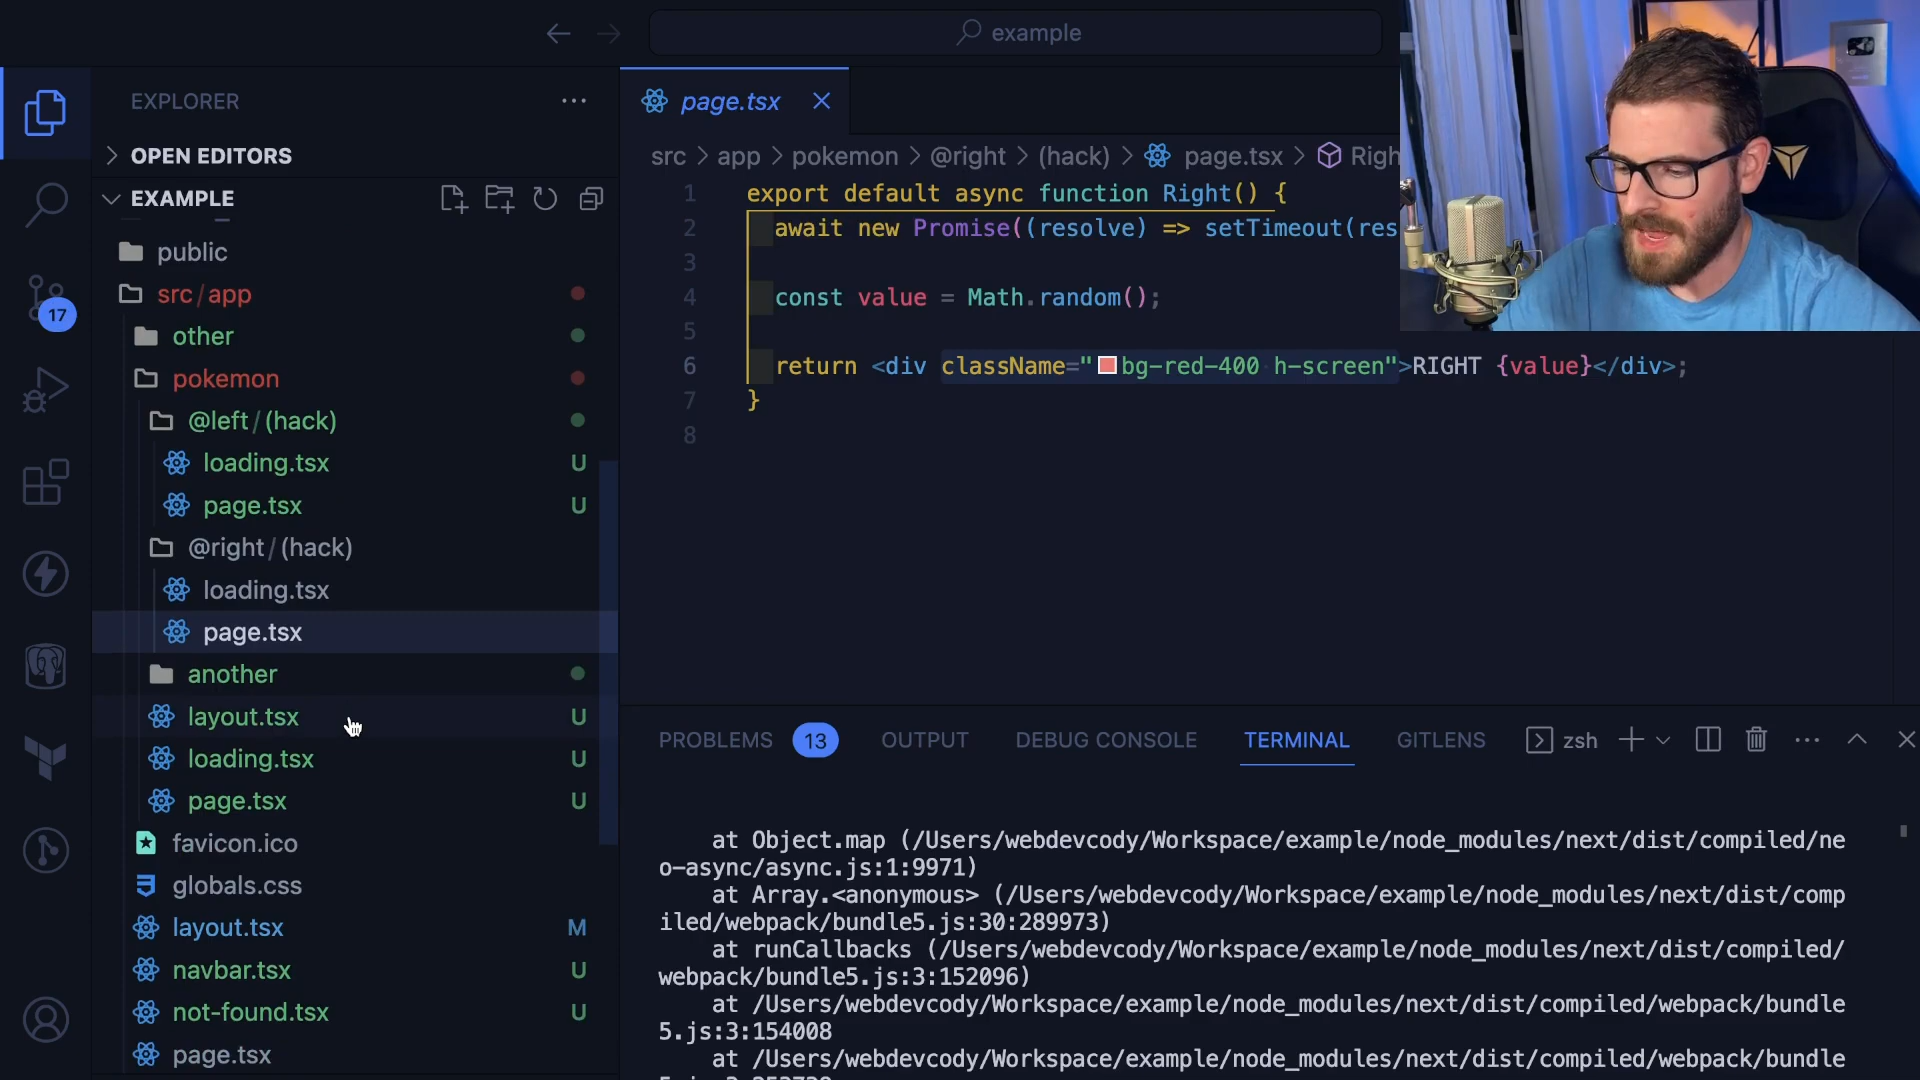 example
EXPLORER
OPEN EDITORS
EXAMPLE
public
src / app
other
pokemon
@left / (hack)
loading.tsx U
page.tsx U
@right / (hack)
loading.tsx
page.tsx
another
layout.tsx U
loading.tsx U
page.tsx U
favicon.ico
globals.css
layout.tsx M
navbar.tsx U
not-found.tsx U
page.tsx
17
page.tsx
src > app > pokemon > @right > (hack) > page.tsx > Righ
1 export default async function Right() {
2 await new Promise((resolve) => setTimeout(res
3
4 const value = Math.random();
5
6 return <div className="bg-red-400 h-screen">RIGHT {value}</div>;
7 }
8
PROBLEMS 13 OUTPUT DEBUG CONSOLE TERMINAL GITLENS zsh
at Object.map (/Users/webdevcody/Workspace/example/node_modules/next/dist/compiled/ne
o-async/async.js:1:9971)
at Array.<anonymous> (/Users/webdevcody/Workspace/example/node_modules/next/dist/comp
iled/webpack/bundle5.js:30:289973)
at runCallbacks (/Users/webdevcody/Workspace/example/node_modules/next/dist/compiled/
webpack/bundle5.js:3:152096)
at /Users/webdevcody/Workspace/example/node_modules/next/dist/compiled/webpack/bundle
5.js:3:154008
at /Users/webdevcody/Workspace/example/node_modules/next/dist/compiled/webpack/bundle